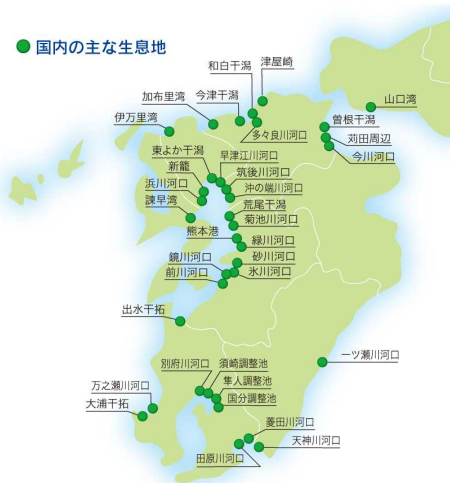 国内の主な生息地
津屋崎
和白干潟
今津干潟
加布里湾
伊万里湾
多々良川河口
山口湾
曽根干潟
苅田周辺
今川河口
東よか干潟
早津江川河口
新籠
筑後川河口
浜川河口
沖の端川河口
諫早湾
荒尾干潟
菊池川河口
熊本港
緑川河口
鏡川河口
砂川河口
前川河口
氷川河口
出水干拓
一ツ瀬川河口
別府川河口
須崎調整池
隼人調整池
国分調整池
万之瀬川河口
大浦干拓
菱田川河口
天神川河口
田原川河口